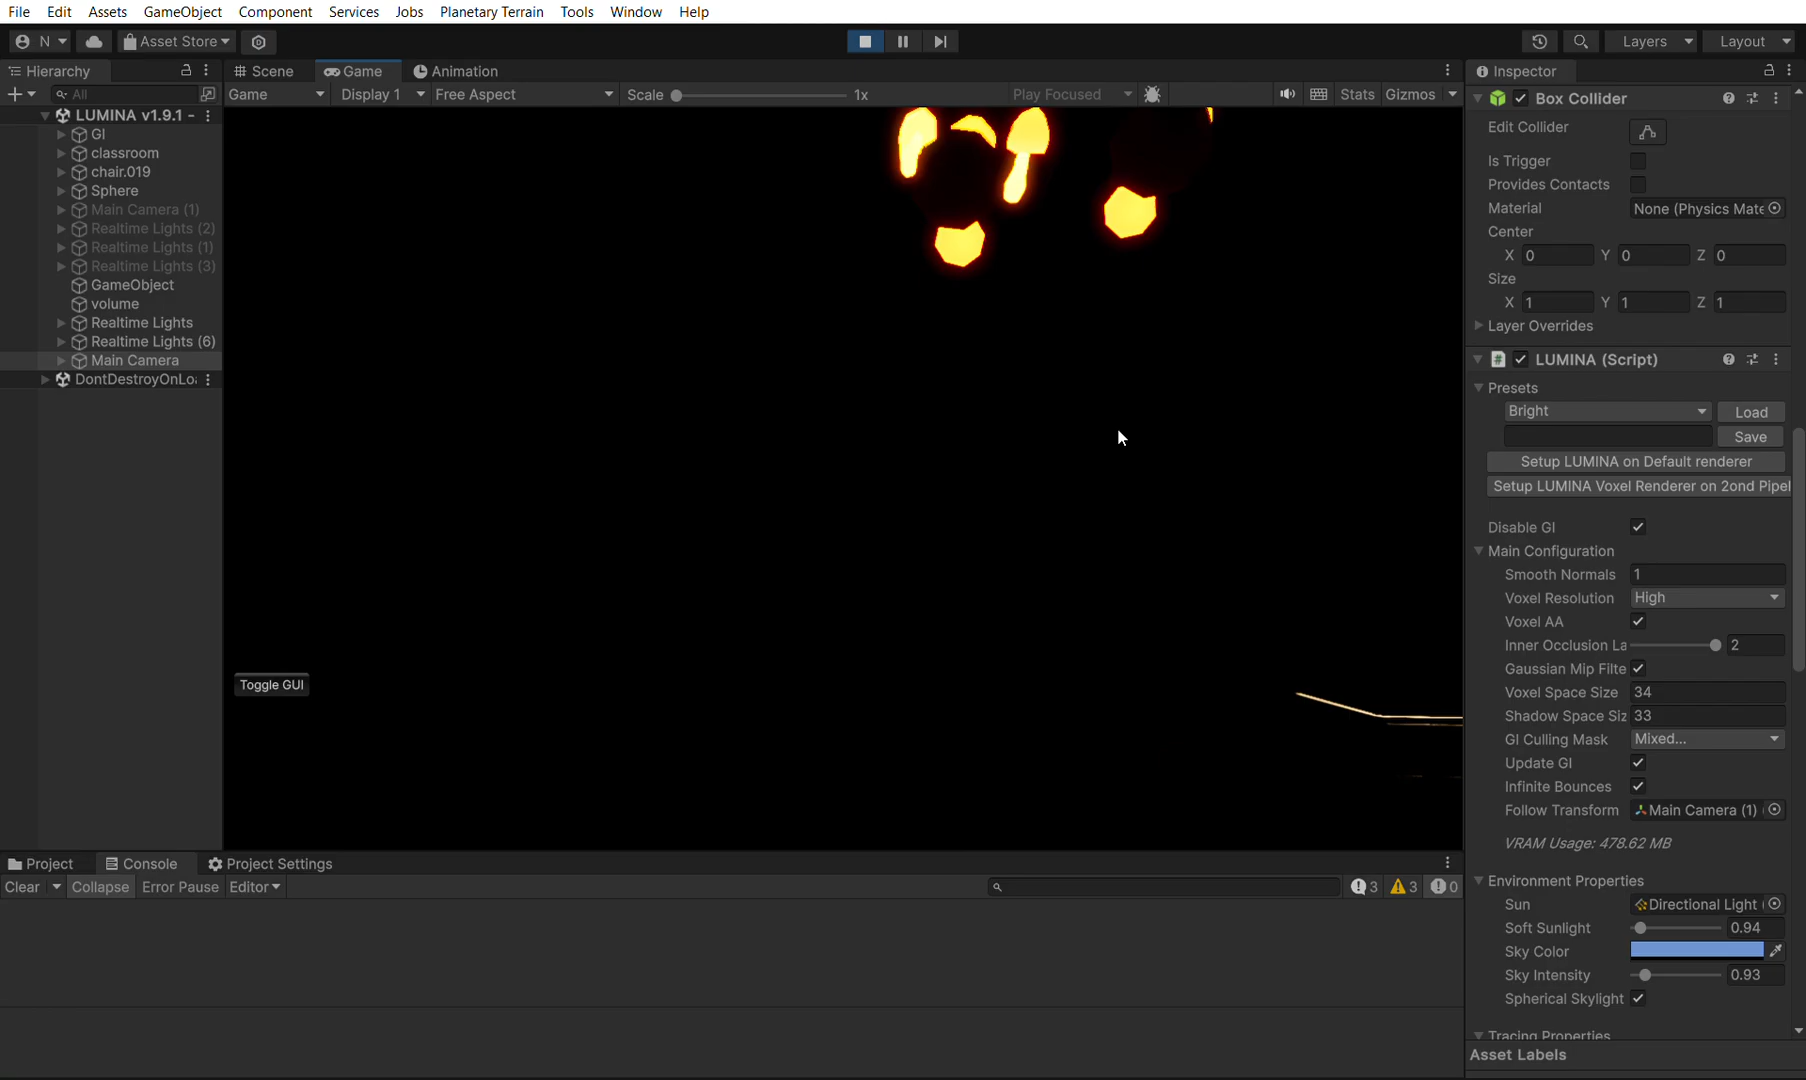 File Edit Assets GameObject Component Services Jobs Planetary Terrain Tools Window Help
N Asset Store Layers Layout
Hierarchy
All
LUMINA v1.9.1 -
GI
classroom
chair.019
Sphere
Main Camera (1)
Realtime Lights (2)
Realtime Lights (1)
Realtime Lights (3)
GameObject
volume
Realtime Lights
Realtime Lights (6)
Main Camera
DontDestroyOnLoa
Scene Game Animation
Game Display 1 Free Aspect Scale 1x Play Focused Stats Gizmos
Toggle GUI
Project Console Project Settings
Clear Collapse Error Pause Editor 3 3 0
Inspector
Box Collider
Edit Collider
Is Trigger
Provides Contacts
Material None (Physics Mate
Center
X 0 Y 0 Z 0
Size
X 1 Y 1 Z 1
Layer Overrides
# LUMINA (Script)
Presets
Bright Load
Save
Setup LUMINA on Default renderer
Setup LUMINA Voxel Renderer on 2ond Pipel
Disable GI
Main Configuration
Smooth Normals 1
Voxel Resolution High
Voxel AA
Inner Occlusion La 2
Gaussian Mip Filte
Voxel Space Size 34
Shadow Space Siz 33
GI Culling Mask Mixed...
Update GI
Infinite Bounces
Follow Transform Main Camera (1)
VRAM Usage: 478.62 MB
Environment Properties
Sun Directional Light (
Soft Sunlight 0.94
Sky Color
Sky Intensity 0.93
Spherical Skylight
Tracing Properties
Asset Labels